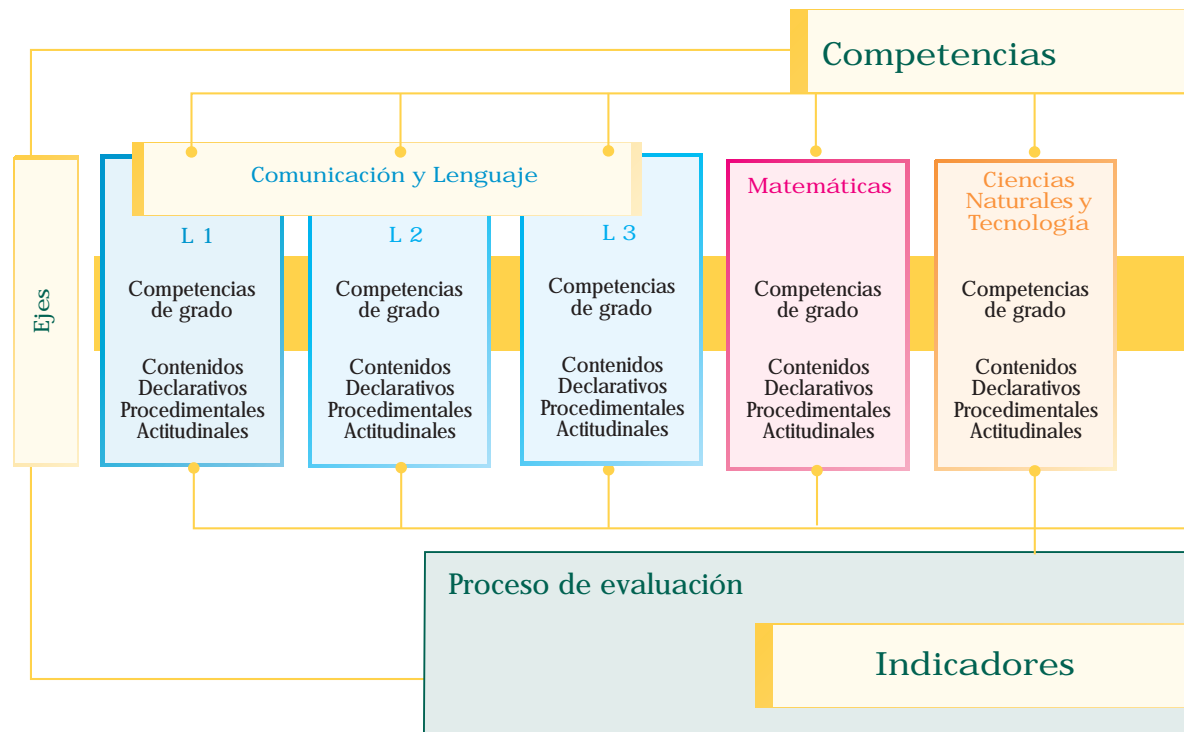 Competencias
Ejes
Comunicación y Lenguaje
L 1
Competencias
de grado
Contenidos
Declarativos
Procedimentales
Actitudinales
L 2
Competencias
de grado
Contenidos
Declarativos
Procedimentales
Actitudinales
L 3
Competencias
de grado
Contenidos
Declarativos
Procedimentales
Actitudinales
Matemáticas
Competencias
de grado
Contenidos
Declarativos
Procedimentales
Actitudinales
Ciencias
Naturales y
Tecnología
Competencias
de grado
Contenidos
Declarativos
Procedimentales
Actitudinales
Proceso de evaluación
Indicadores